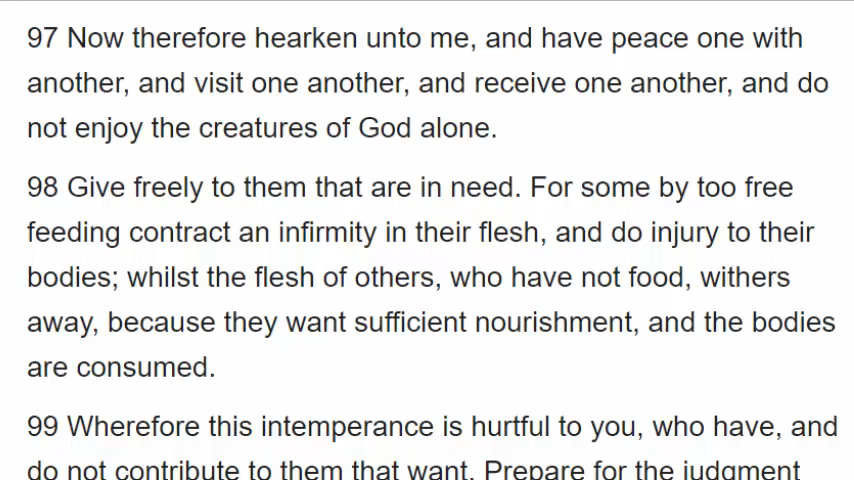 97 Now therefore hearken unto me, and have peace one with
another, and visit one another, and receive one another, and do
not enjoy the creatures of God alone.
98 Give freely to them that are in need. For some by too free
feeding contract an infirmity in their flesh, and do injury to their
bodies; whilst the flesh of others, who have not food, withers
away, because they want sufficient nourishment, and the bodies
are consumed.
99 Wherefore this intemperance is hurtful to you, who have, and
do not contribute to them that want. Prepare for the judgment